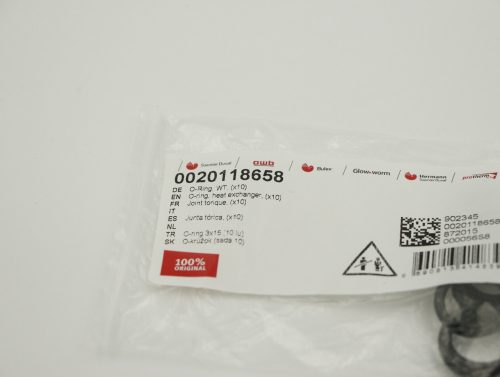 Saunier Duval awb Bulex Glow-worm Hermann protherm
0020118658
DE O-Ring, WT, (x10)
EN O-ring, heat exchanger, (x10)
FR Joint torique, (x10)
IT
ES Junta tórica, (x10)
NL
TR O-ring 3x15 (10 lu)
SK O-krúžok (sada 10)
100%
ORIGINAL
902345
0020118658
872015
00005658